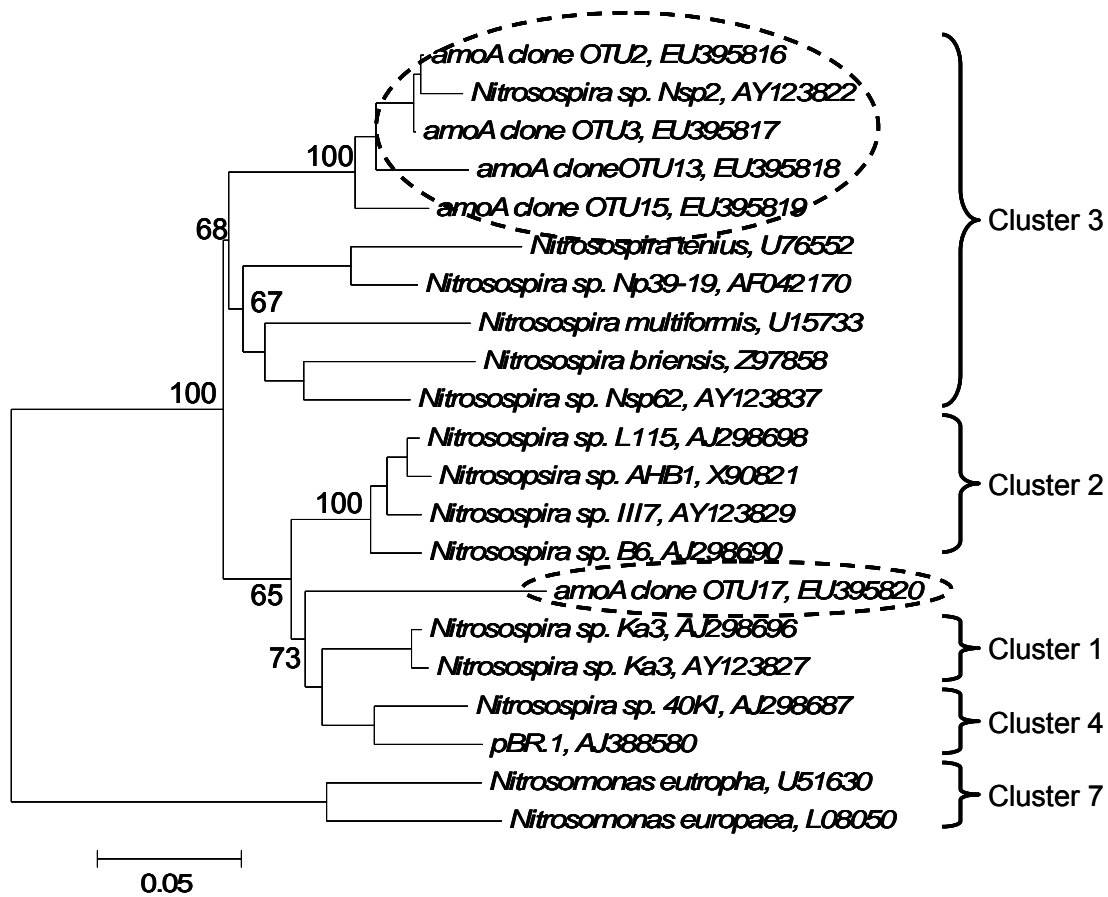 amoA clone OTU2, EU395816
Nitrosospira sp. Nsp2, AY123822
amoA clone OTU3, EU395817
100
amoA cloneOTU13, EU395818
amoA clone OTU15, EU395819
Cluster 3
68
Nitrosospira tenius, U76552
Nitrosospira sp. Np39-19, AF042170
67
Nitrosospira multiformis, U15733
Nitrosospira briensis, Z97858
100
Nitrosospira sp. Nsp62, AY123837
Nitrosospira sp. L115, AJ298698
Nitrosopsira sp. AHB1, X90821
Cluster 2
100
Nitrosospira sp. III7, AY123829
Nitrosospira sp. B6, AJ298690
65
amoA clone OTU17, EU395820
Nitrosospira sp. Ka3, AJ298696
Cluster 1
73
Nitrosospira sp. Ka3, AY123827
Nitrosospira sp. 40KI, AJ298687
Cluster 4
pBR.1, AJ388580
Nitrosomonas eutropha, U51630
Cluster 7
Nitrosomonas europaea, L08050
0.05